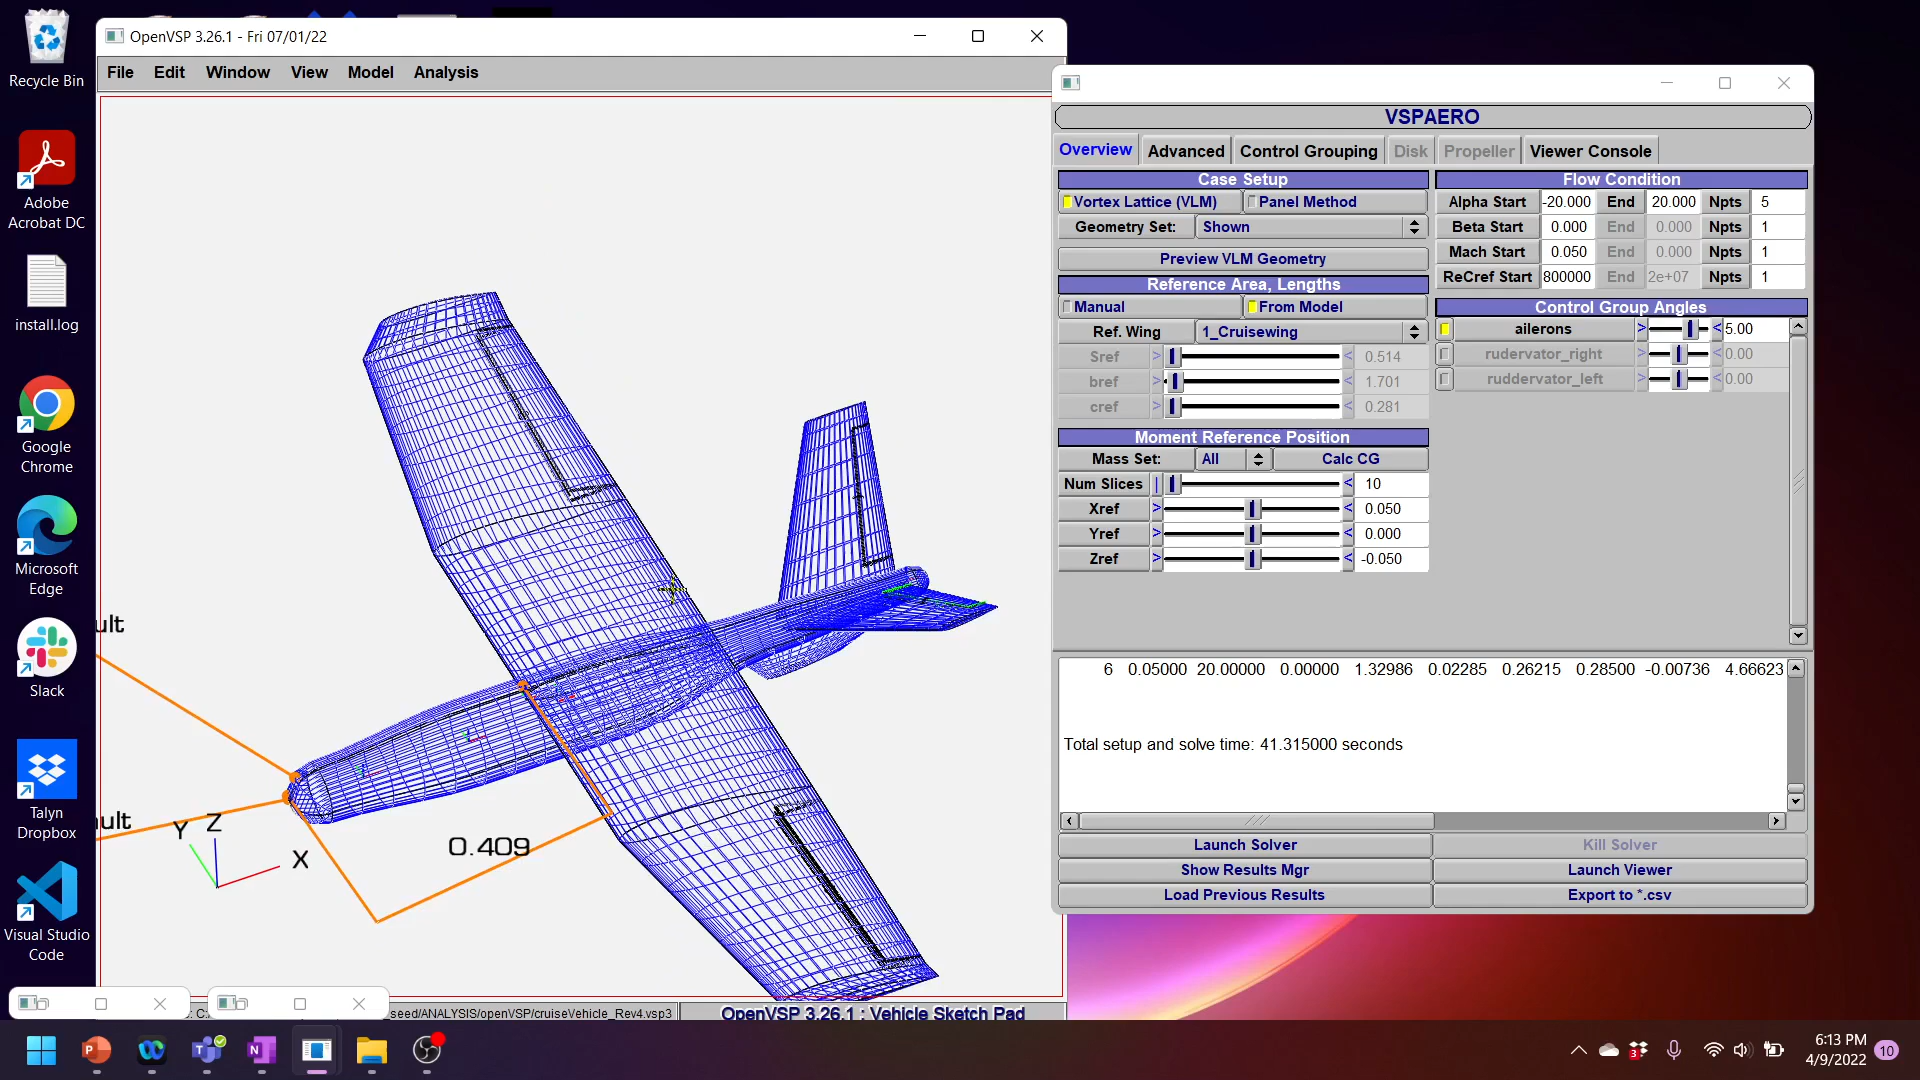 Recycle Bin
Adobe
Acrobat DC
install.log
Google
Chrome
Microsoft
Edge
Slack
Talyn
Dropbox
Visual Studio
Code
OpenVSP 3.26.1 - Fri 07/01/22
File Edit Window View Model Analysis
ult
ult
Y Z X
0.409
seed/ANALYSIS/openVSP/cruiseVehicle_Rev4.vsp3
OpenVSP 3.26.1 : Vehicle Sketch Pad
VSPAERO
Overview Advanced Control Grouping Disk Propeller Viewer Console
Case Setup
Vortex Lattice (VLM) Panel Method
Geometry Set: Shown
Preview VLM Geometry
Reference Area, Lengths
Manual From Model
Ref. Wing 1_Cruisewing
Sref > < 0.514
bref > < 1.701
cref > < 0.281
Moment Reference Position
Mass Set: All Calc CG
Num Slices | < 10
Xref > < 0.050
Yref > < 0.000
Zref > < -0.050
Flow Condition
Alpha Start -20.000 End 20.000 Npts 5
Beta Start 0.000 End 0.000 Npts 1
Mach Start 0.050 End 0.000 Npts 1
ReCref Start 800000 End 2e+07 Npts 1
Control Group Angles
ailerons > < 5.00
rudervator_right > < 0.00
ruddervator_left > < 0.00
6 0.05000 20.00000 0.00000 1.32986 0.02285 0.26215 0.28500 -0.00736 4.66623
Total setup and solve time: 41.315000 seconds
Launch Solver Kill Solver
Show Results Mgr Launch Viewer
Load Previous Results Export to *.csv
6:13 PM
4/9/2022
10
3